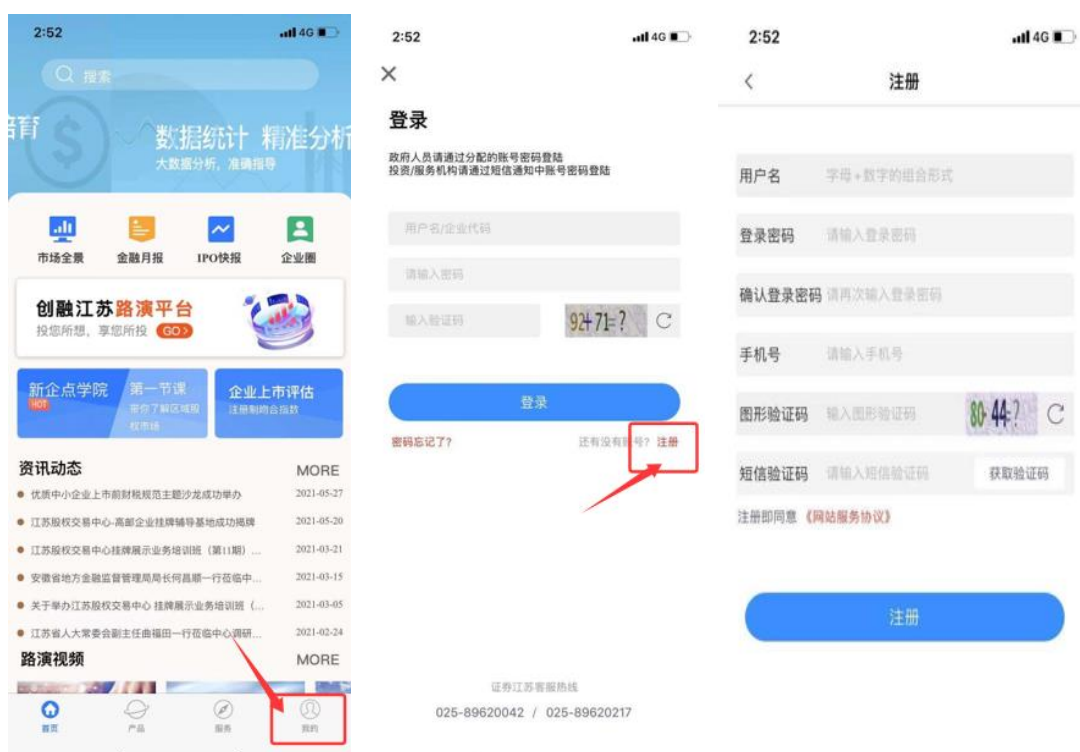 2:52
4G
搜索
培育
数据统计 精准分析
大数据分析，准确指导
市场全景
金融月报
IPO快报
企业圈
创融江苏路演平台
投您所想，享您所投 GO>
新企点学院
HOT
第一节课
带你了解区域股
权市场
企业上市评估
注册制吻合指数
资讯动态
MORE
优质中小企业上市前财税规范主题沙龙成功举办
2021-05-27
江苏股权交易中心-高邮企业挂牌辅导基地成功揭牌
2021-05-20
江苏股权交易中心挂牌展示业务培训班（第11期）...
2021-03-21
安徽省地方金融监督管理局局长何昌顺一行莅临中...
2021-03-15
关于举办江苏股权交易中心 挂牌展示业务培训班（...
2021-03-05
江苏省人大常委会副主任曲福田一行莅临中心调研...
2021-02-24
路演视频
MORE
首页
产品
服务
我的
2:52
4G
登录
政府人员请通过分配的账号密码登陆
投资/服务机构请通过短信通知中账号密码登陆
用户名/企业代码
请输入密码
输入验证码
92+71=?
登录
密码忘记了?
还有没有账号? 注册
证券江苏客服热线
025-89620042 / 025-89620217
2:52
4G
注册
用户名
字母+数字的组合形式
登录密码
请输入登录密码
确认登录密码
请再次输入登录密码
手机号
请输入手机号
图形验证码
输入图形验证码
80-44=?
短信验证码
请输入短信验证码
获取验证码
注册即同意《网站服务协议》
注册